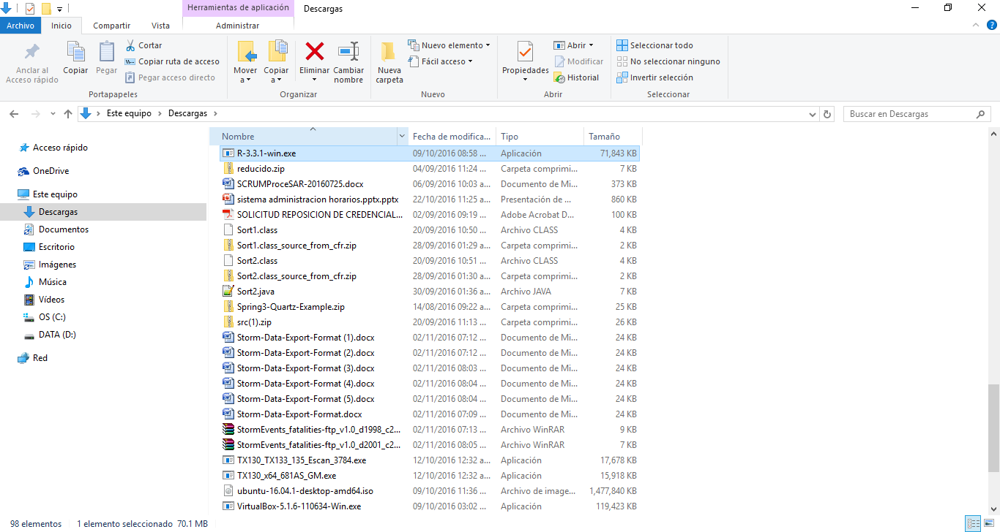 Herramientas de aplicación Descargas
Archivo Inicio Compartir Vista Administrar
Anclar al Acceso rápido
Copiar
Pegar
Cortar
Copiar ruta de acceso
Pegar acceso directo
Portapapeles
Mover a
Copiar a
Eliminar
Cambiar nombre
Organizar
Nueva carpeta
Nuevo elemento
Fácil acceso
Nuevo
Propiedades
Abrir
Modificar
Historial
Abrir
Seleccionar todo
No seleccionar ninguno
Invertir selección
Seleccionar
Este equipo > Descargas >
Buscar en Descargas
Acceso rápido
OneDrive
Este equipo
Descargas
Documentos
Escritorio
Imágenes
Música
Vídeos
OS (C:)
DATA (D:)
Red
Nombre Fecha de modifica... Tipo Tamaño
R-3.3.1-win.exe 09/10/2016 08:58 ... Aplicación 71,843 KB
reducido.zip 04/09/2016 11:24 ... Carpeta comprimi... 7 KB
SCRUMProceSAR-20160725.docx 06/09/2016 10:03 a... Documento de Mi... 373 KB
sistema administracion horarios.pptx.pptx 22/10/2016 11:25 a... Presentación de ... 860 KB
SOLICITUD REPOSICION DE CREDENCIAL... 02/09/2016 09:19 ... Adobe Acrobat D... 100 KB
Sort1.class 20/09/2016 10:50 ... Archivo CLASS 4 KB
Sort1.class_source_from_cfr.zip 28/09/2016 01:29 a... Carpeta comprimi... 2 KB
Sort2.class 20/09/2016 10:51 ... Archivo CLASS 4 KB
Sort2.class_source_from_cfr.zip 28/09/2016 01:30 a... Carpeta comprimi... 2 KB
Sort2.java 30/09/2016 01:36 a... Archivo JAVA 7 KB
Spring3-Quartz-Example.zip 14/08/2016 09:22 a... Carpeta comprimi... 25 KB
src(1).zip 20/09/2016 11:13 ... Carpeta comprimi... 26 KB
Storm-Data-Export-Format (1).docx 02/11/2016 07:12 ... Documento de Mi... 24 KB
Storm-Data-Export-Format (2).docx 02/11/2016 07:12 ... Documento de Mi... 24 KB
Storm-Data-Export-Format (3).docx 02/11/2016 08:03 ... Documento de Mi... 24 KB
Storm-Data-Export-Format (4).docx 02/11/2016 08:04 ... Documento de Mi... 24 KB
Storm-Data-Export-Format (5).docx 02/11/2016 08:04 ... Documento de Mi... 24 KB
Storm-Data-Export-Format.docx 02/11/2016 07:09 ... Documento de Mi... 24 KB
StormEvents_fatalities-ftp_v1.0_d1998_c2... 02/11/2016 07:13 ... Archivo WinRAR 9 KB
StormEvents_fatalities-ftp_v1.0_d2001_c2... 02/11/2016 08:05 ... Archivo WinRAR 7 KB
TX130_TX133_135_Escan_3784.exe 12/10/2016 12:32 a... Aplicación 17,678 KB
TX130_x64_681AS_GM.exe 12/10/2016 12:32 a... Aplicación 15,918 KB
ubuntu-16.04.1-desktop-amd64.iso 09/10/2016 11:36 ... Archivo de image... 1,477,840 KB
VirtualBox-5.1.6-110634-Win.exe 09/10/2016 03:02 ... Aplicación 119,423 KB
98 elementos 1 elemento seleccionado 70.1 MB